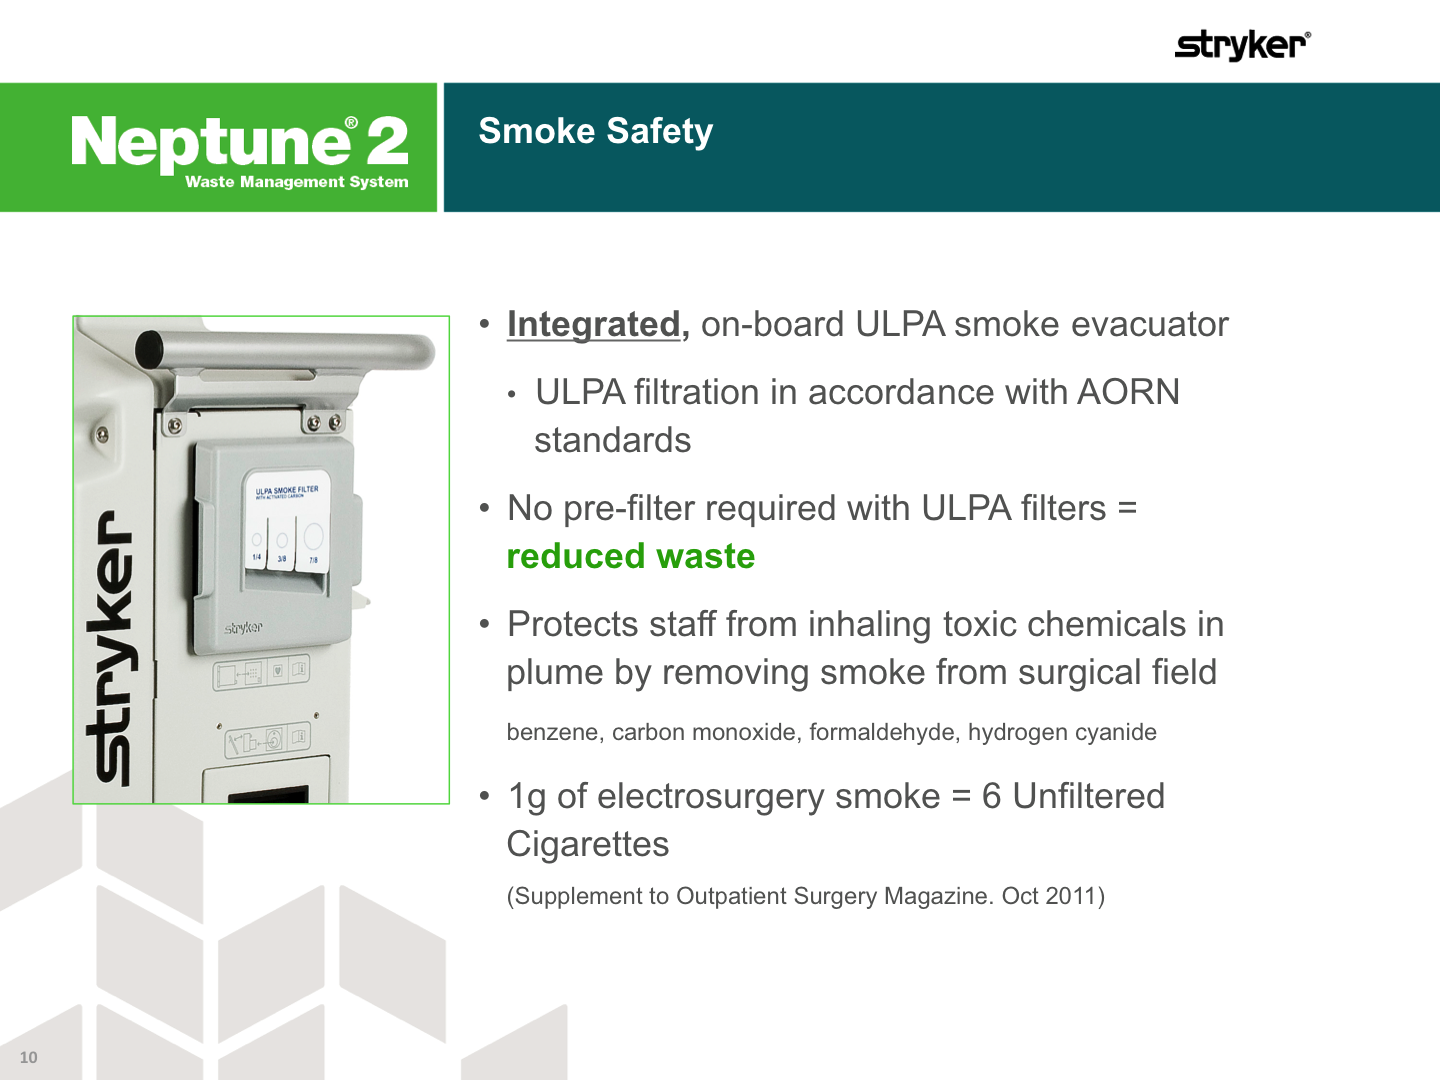 stryker®
Neptune® 2
Waste Management System
Smoke Safety
• Integrated, on-board ULPA smoke evacuator
• ULPA filtration in accordance with AORN
standards
• No pre-filter required with ULPA filters =
reduced waste
• Protects staff from inhaling toxic chemicals in
plume by removing smoke from surgical field
benzene, carbon monoxide, formaldehyde, hydrogen cyanide
• 1g of electrosurgery smoke = 6 Unfiltered
Cigarettes
(Supplement to Outpatient Surgery Magazine. Oct 2011)
ULPA SMOKE FILTER
WITH ACTIVATED CARBON
1/4 3/8 7/8
stryker
stryker
10